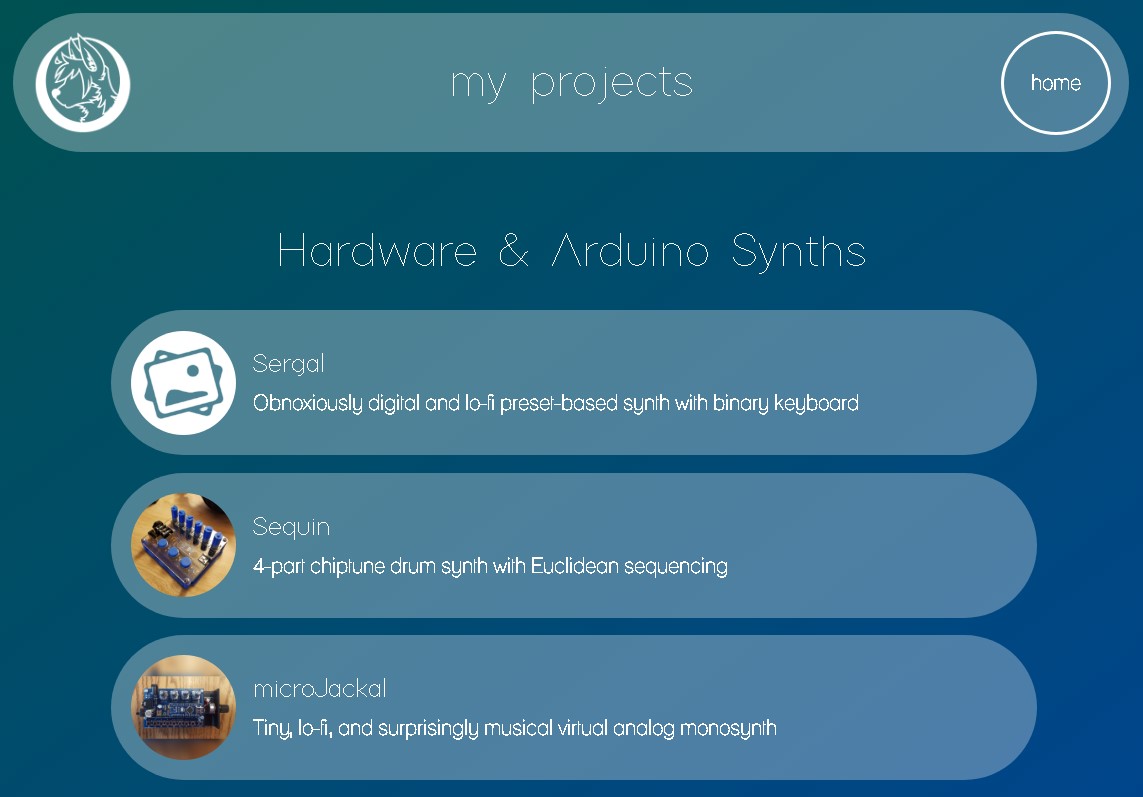 my projects
home
Hardware & Arduino Synths
Sergal
Obnoxiously digital and lo-fi preset-based synth with binary keyboard
Sequin
4-part chiptune drum synth with Euclidean sequencing
microJackal
Tiny, lo-fi, and surprisingly musical virtual analog monosynth